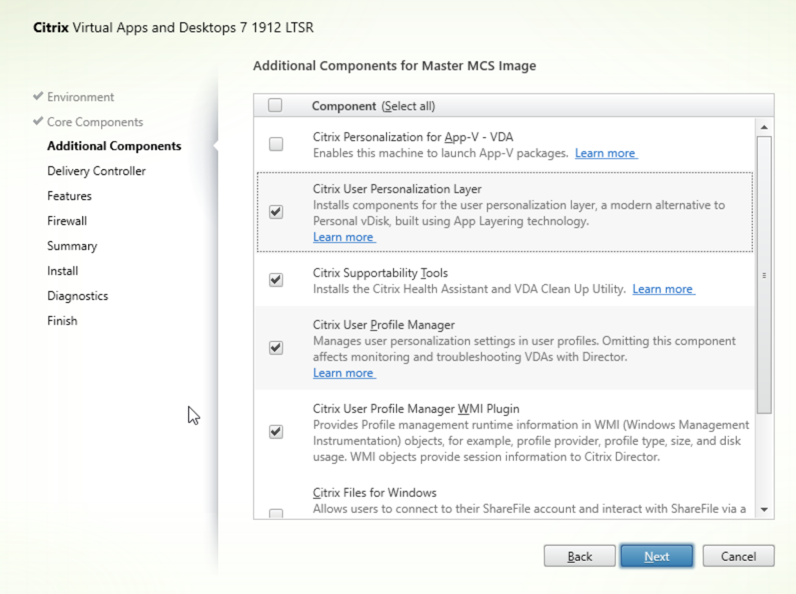 Citrix Virtual Apps and Desktops 7 1912 LTSR
Additional Components for Master MCS Image
Environment
Core Components
Additional Components
Delivery Controller
Features
Firewall
Summary
Install
Diagnostics
Finish
Component (Select all)
Citrix Personalization for App-V - VDA
Enables this machine to launch App-V packages. Learn more
Citrix User Personalization Layer
Installs components for the user personalization layer, a modern alternative to
Personal vDisk, built using App Layering technology.
Learn more
Citrix Supportability Tools
Installs the Citrix Health Assistant and VDA Clean Up Utility. Learn more
Citrix User Profile Manager
Manages user personalization settings in user profiles. Omitting this component
affects monitoring and troubleshooting VDAs with Director.
Learn more
Citrix User Profile Manager WMI Plugin
Provides Profile management runtime information in WMI (Windows Management
Instrumentation) objects, for example, profile provider, profile type, size, and disk
usage. WMI objects provide session information to Citrix Director.
Citrix Files for Windows
Allows users to connect to their ShareFile account and interact with ShareFile via a
Back
Next
Cancel